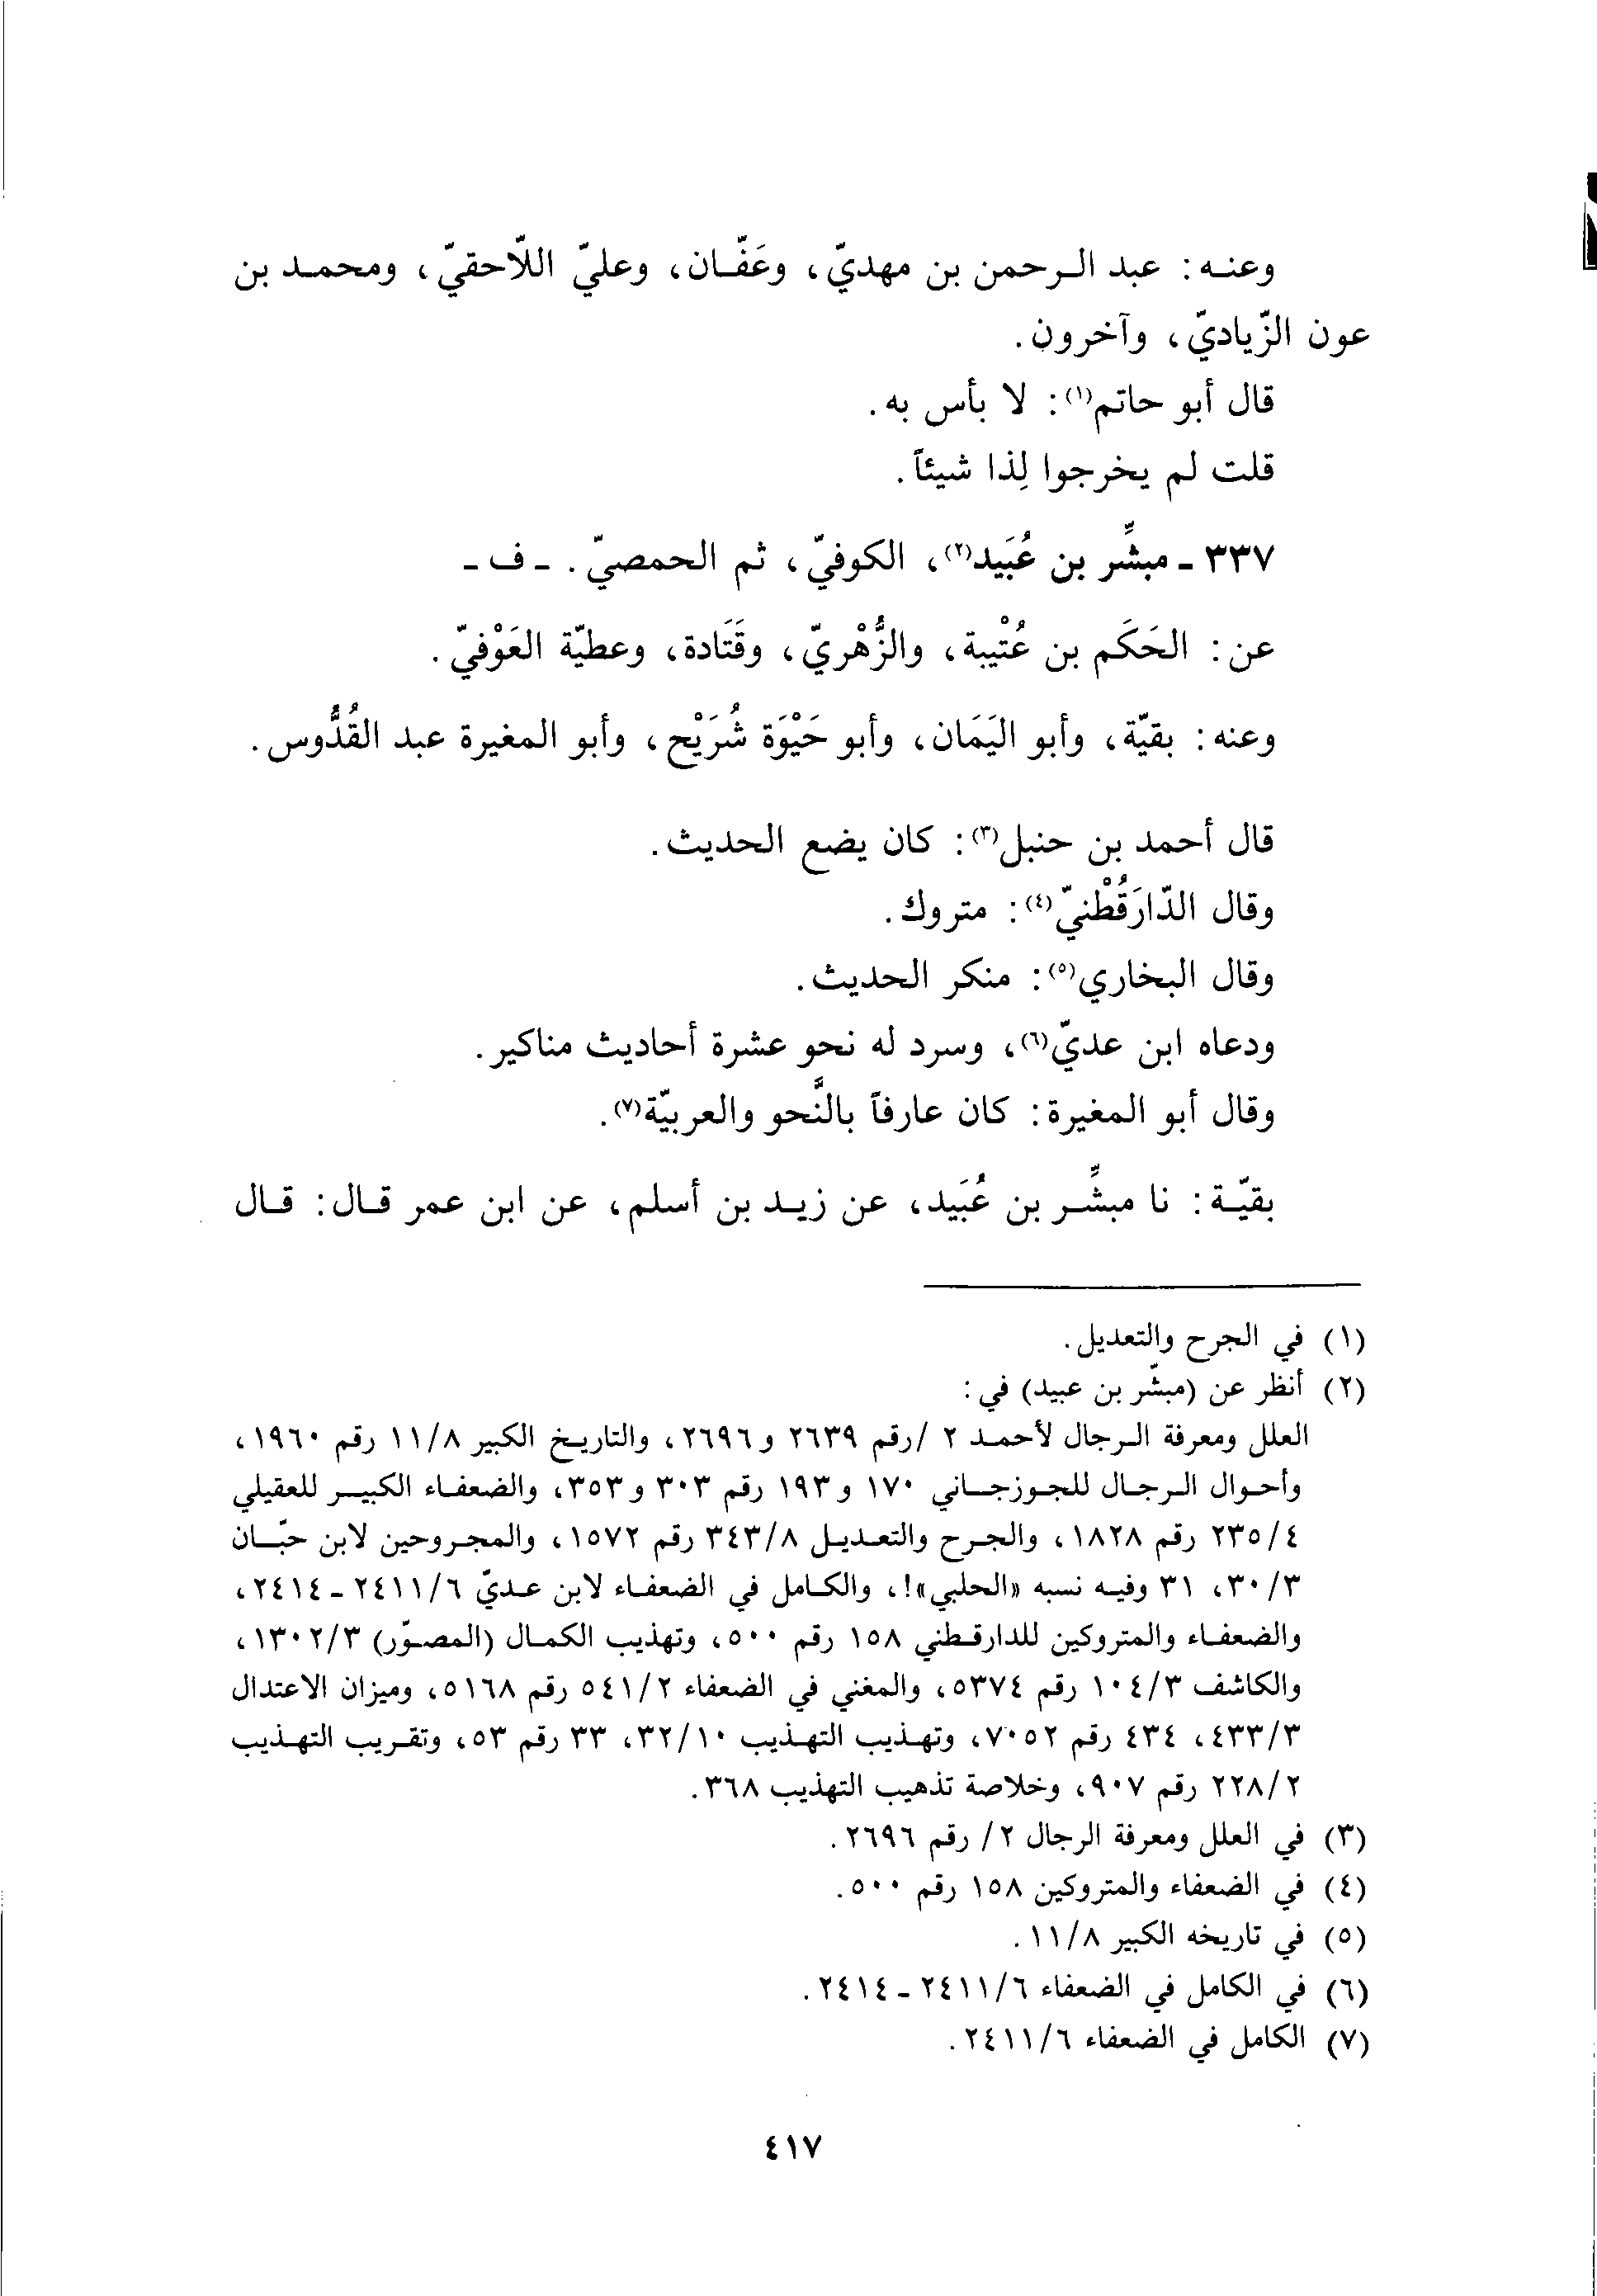 وعنه: عبد الرحمن بن مهديّ، وعَفّان، وعليّ اللّاحقيّ، ومحمد بن
عون الزّياديّ، وآخرون.
قال أبو حاتم(١): لا بأس به.
قلت لم يخرجوا لِذا شيئاً.
٣٣٧ - مبشِّر بن عُبَيد(٢)، الكوفيّ، ثم الحمصيّ. - ف -
عن: الحَكَم بن عُتْيبة، والزُّهْريّ، وقَتَادة، وعطيّة العَوْفيّ.
وعنه: بقيّة، وأبو اليَمَان، وأبو حَيْوَة شُرَيْح، وأبو المغيرة عبد القُدُّوس.
قال أحمد بن حنبل(٣): كان يضع الحديث.
وقال الدّارَقُطْنيّ(٤): متروك.
وقال البخاري(٥): منكر الحديث.
ودعاه ابن عديّ(٦)، وسرد له نحو عشرة أحاديث مناكير.
وقال أبو المغيرة: كان عارفاً بالنَّحو والعربيّة(٧).
بقيّة: نا مبشِّر بن عُبَيد، عن زيد بن أسلم، عن ابن عمر قال: قال
(١) في الجرح والتعديل.
(٢) أنظر عن (مبشّر بن عبيد) في:
العلل ومعرفة الرجال لأحمد ٢ /رقم ٢٦٣٩ و٢٦٩٦، والتاريخ الكبير ١١/٨ رقم ١٩٦٠،
وأحوال الرجال للجوزجاني ١٧٠ و١٩٣ رقم ٣٠٣ و٣٥٣، والضعفاء الكبير للعقيلي
٢٣٥/٤ رقم ١٨٢٨، والجرح والتعديل ٣٤٣/٨ رقم ١٥٧٢، والمجروحين لابن حبّان
٣٠/٣، ٣١ وفيه نسبه «الحلبي»!، والكامل في الضعفاء لابن عديّ ٢٤١١/٦ - ٢٤١٤،
والضعفاء والمتروكين للدارقطني ١٥٨ رقم ٥٠٠، وتهذيب الكمال (المصوّر) ١٣٠٢/٣،
والكاشف ١٠٤/٣ رقم ٥٣٧٤، والمغني في الضعفاء ٥٤١/٢ رقم ٥١٦٨، وميزان الاعتدال
٤٣٣/٣، ٤٣٤ رقم ٧٠٥٢، وتهذيب التهذيب ٣٢/١٠، ٣٣ رقم ٥٣، وتقريب التهذيب
٢٢٨/٢ رقم ٩٠٧، وخلاصة تذهيب التهذيب ٣٦٨.
(٣) في العلل ومعرفة الرجال ٢/ رقم ٢٦٩٦.
(٤) في الضعفاء والمتروكين ١٥٨ رقم ٥٠٠.
(٥) في تاريخه الكبير ١١/٨.
(٦) في الكامل في الضعفاء ٢٤١١/٦ - ٢٤١٤.
(٧) الكامل في الضعفاء ٢٤١١/٦.
٤١٧